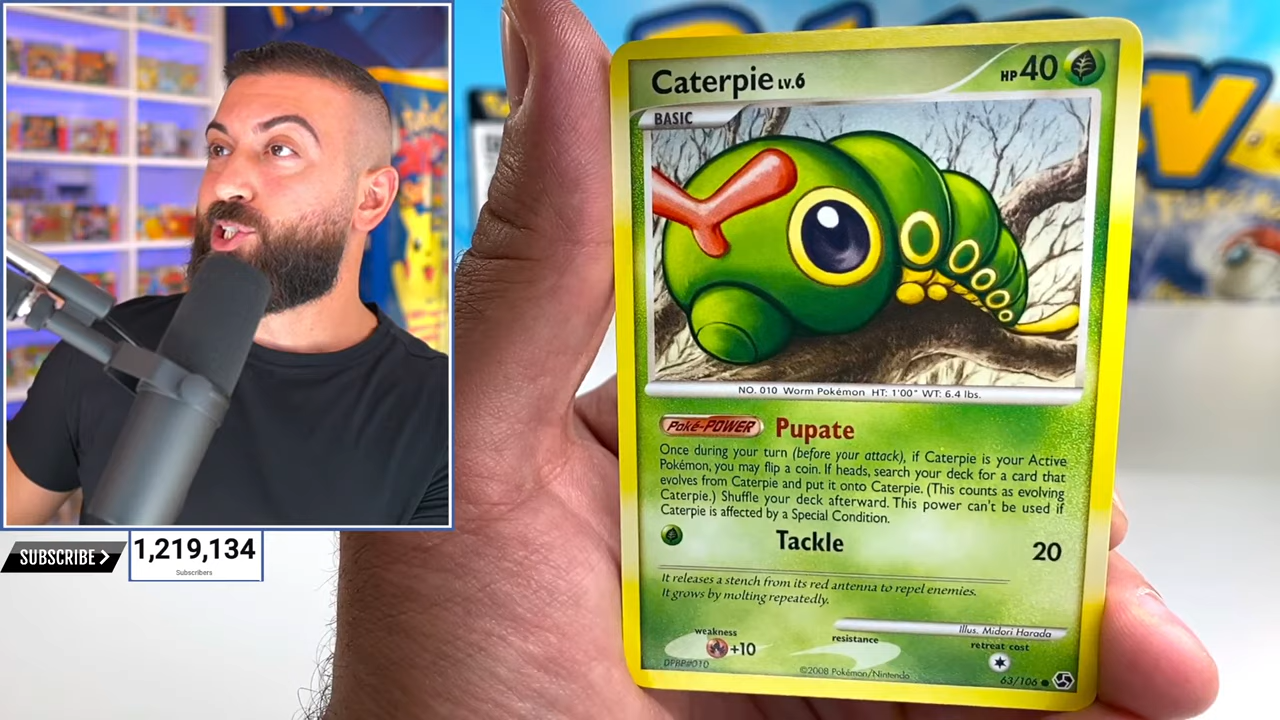 Caterpie LV.6
HP 40
BASIC
NO. 010 Worm Pokémon HT: 1'00" WT: 6.4 lbs.
Poké-POWER Pupate
Once during your turn (before your attack), if Caterpie is your Active
Pokémon, you may flip a coin. If heads, search your deck for a card that
evolves from Caterpie and put it onto Caterpie. (This counts as evolving
Caterpie.) Shuffle your deck afterward. This power can't be used if
Caterpie is affected by a Special Condition.
Tackle 20
It releases a stench from its red antenna to repel enemies.
It grows by molting repeatedly.
Illus. Midori Harada
weakness
+10
resistance
retreat cost
DPBP#010
©2008 Pokémon/Nintendo
63/106
SUBSCRIBE
1,219,134
Subscribers